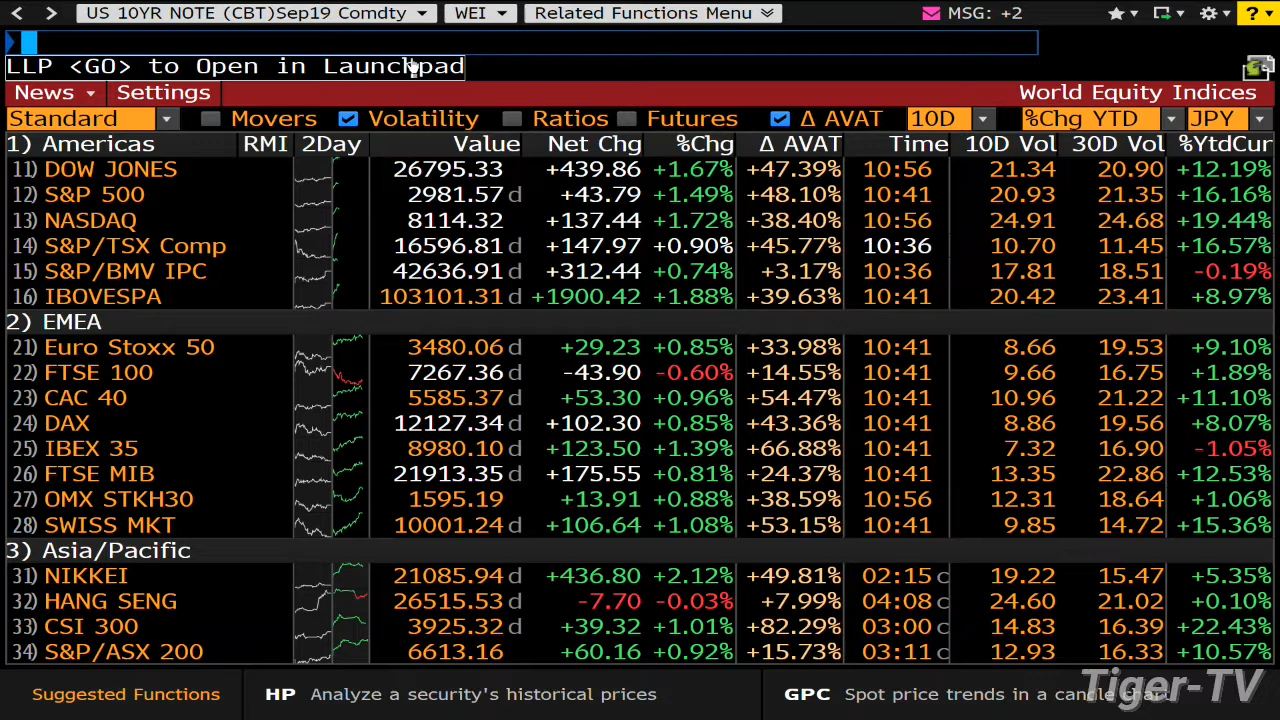 US 10YR NOTE (CBT)Sep19 Comdty WEI Related Functions Menu MSG: +2 ?
LLP <GO> to Open in Launchpad
News Settings World Equity Indices
Standard Movers Volatility Ratios Futures Δ AVAT 10D %Chg YTD JPY
1) Americas RMI 2Day Value Net Chg %Chg Δ AVAT Time 10D Vol 30D Vol %YtdCur
11) DOW JONES 26795.33 +439.86 +1.67% +47.39% 10:56 21.34 20.90 +12.19%
12) S&P 500 2981.57 d +43.79 +1.49% +48.10% 10:41 20.93 21.35 +16.16%
13) NASDAQ 8114.32 +137.44 +1.72% +38.40% 10:56 24.91 24.68 +19.44%
14) S&P/TSX Comp 16596.81 d +147.97 +0.90% +45.77% 10:36 10.70 11.45 +16.57%
15) S&P/BMV IPC 42636.91 d +312.44 +0.74% +3.17% 10:36 17.81 18.51 -0.19%
16) IBOVESPA 103101.31 d +1900.42 +1.88% +39.63% 10:41 20.42 23.41 +8.97%
2) EMEA
21) Euro Stoxx 50 3480.06 d +29.23 +0.85% +33.98% 10:41 8.66 19.53 +9.10%
22) FTSE 100 7267.36 d -43.90 -0.60% +14.55% 10:41 9.66 16.75 +1.89%
23) CAC 40 5585.37 d +53.30 +0.96% +54.47% 10:41 10.96 21.22 +11.10%
24) DAX 12127.34 d +102.30 +0.85% +43.36% 10:41 8.86 19.56 +8.07%
25) IBEX 35 8980.10 d +123.50 +1.39% +66.88% 10:41 7.32 16.90 -1.05%
26) FTSE MIB 21913.35 d +175.55 +0.81% +24.37% 10:41 13.35 22.86 +12.53%
27) OMX STKH30 1595.19 +13.91 +0.88% +38.59% 10:56 12.31 18.64 +1.06%
28) SWISS MKT 10001.24 d +106.64 +1.08% +53.15% 10:41 9.85 14.72 +15.36%
3) Asia/Pacific
31) NIKKEI 21085.94 d +436.80 +2.12% +49.81% 02:15 c 19.22 15.47 +5.35%
32) HANG SENG 26515.53 d -7.70 -0.03% +7.99% 04:08 c 24.60 21.02 +0.10%
33) CSI 300 3925.32 d +39.32 +1.01% +82.29% 03:00 c 14.83 16.39 +22.43%
34) S&P/ASX 200 6613.16 +60.16 +0.92% +15.73% 03:11 c 12.93 16.33 +10.57%
Suggested Functions HP Analyze a security's historical prices GPC Spot price trends in a candle chart
Tiger-TV